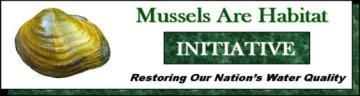 Mussels Are Habitat
INITIATIVE
Restoring Our Nation's Water Quality